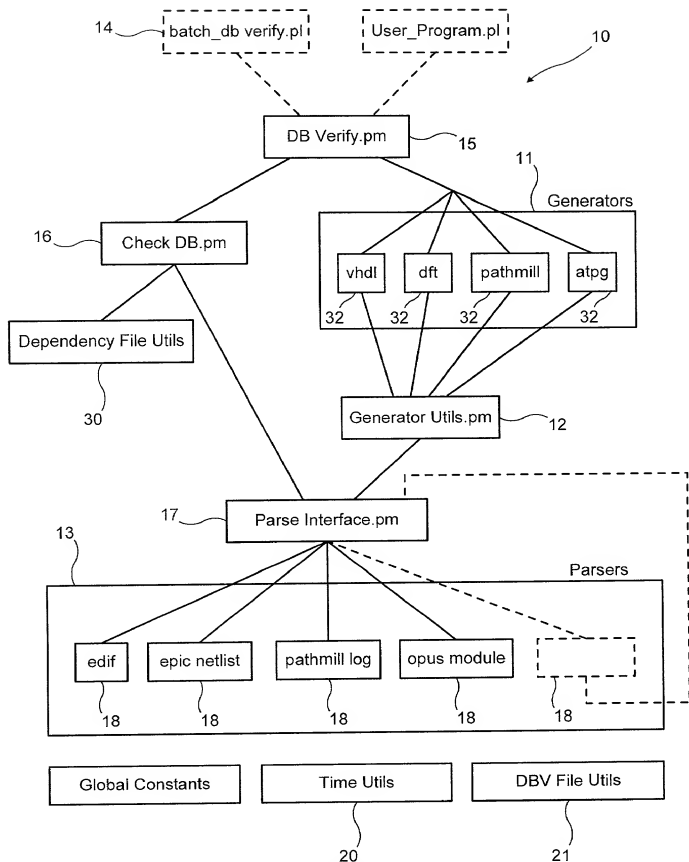 14
batch_db verify.pl
User_Program.pl
10
DB Verify.pm
15
11
Generators
16
Check DB.pm
vhdl
dft
pathmill
atpg
32
32
32
32
Dependency File Utils
30
Generator Utils.pm
12
17
Parse Interface.pm
13
Parsers
edif
epic netlist
pathmill log
opus module
18
18
18
18
18
Global Constants
Time Utils
DBV File Utils
20
21